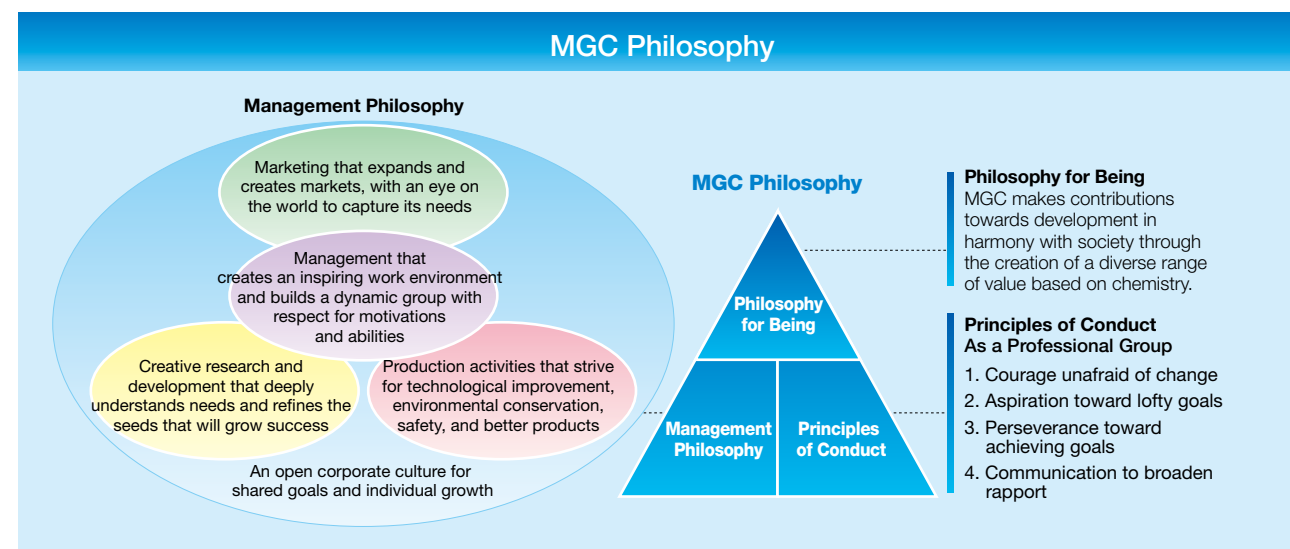 MGC Philosophy
Management Philosophy
Marketing that expands and
creates markets, with an eye on
the world to capture its needs
Management that
creates an inspiring work environment
and builds a dynamic group with
respect for motivations
and abilities
Creative research and
development that deeply
understands needs and refines the
seeds that will grow success
Production activities that strive
for technological improvement,
environmental conservation,
safety, and better products
An open corporate culture for
shared goals and individual growth
MGC Philosophy
Philosophy
for Being
Management
Philosophy
Principles
of Conduct
Philosophy for Being
MGC makes contributions
towards development in
harmony with society through
the creation of a diverse range
of value based on chemistry.
Principles of Conduct
As a Professional Group
1. Courage unafraid of change
2. Aspiration toward lofty goals
3. Perseverance toward
achieving goals
4. Communication to broaden
rapport